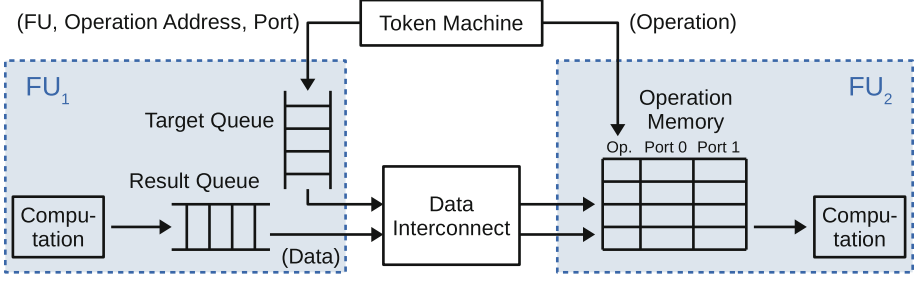 (FU, Operation Address, Port)
Token Machine
(Operation)
FU1
FU2
Target Queue
Operation
Memory
Op.
Port 0
Port 1
Result Queue
Compu-
tation
Data
Interconnect
(Data)
Compu-
tation